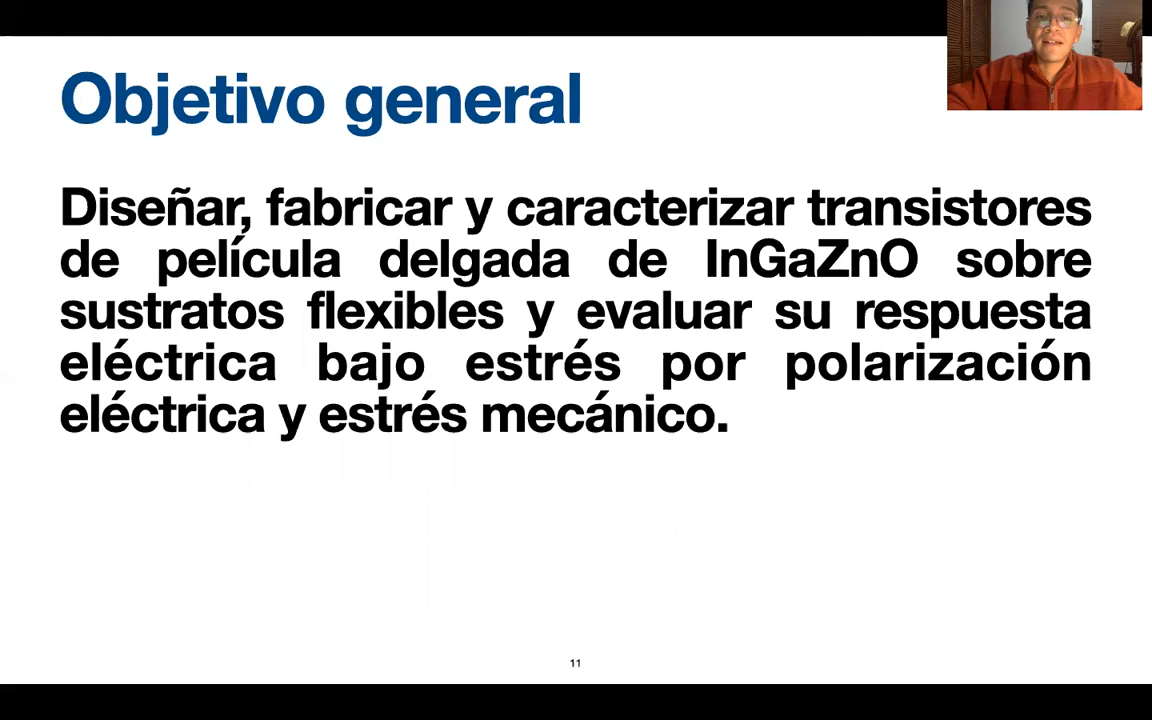 Objetivo general
Diseñar, fabricar y caracterizar transistores
de película delgada de InGaZnO sobre
sustratos flexibles y evaluar su respuesta
eléctrica bajo estrés por polarización
eléctrica y estrés mecánico.
11